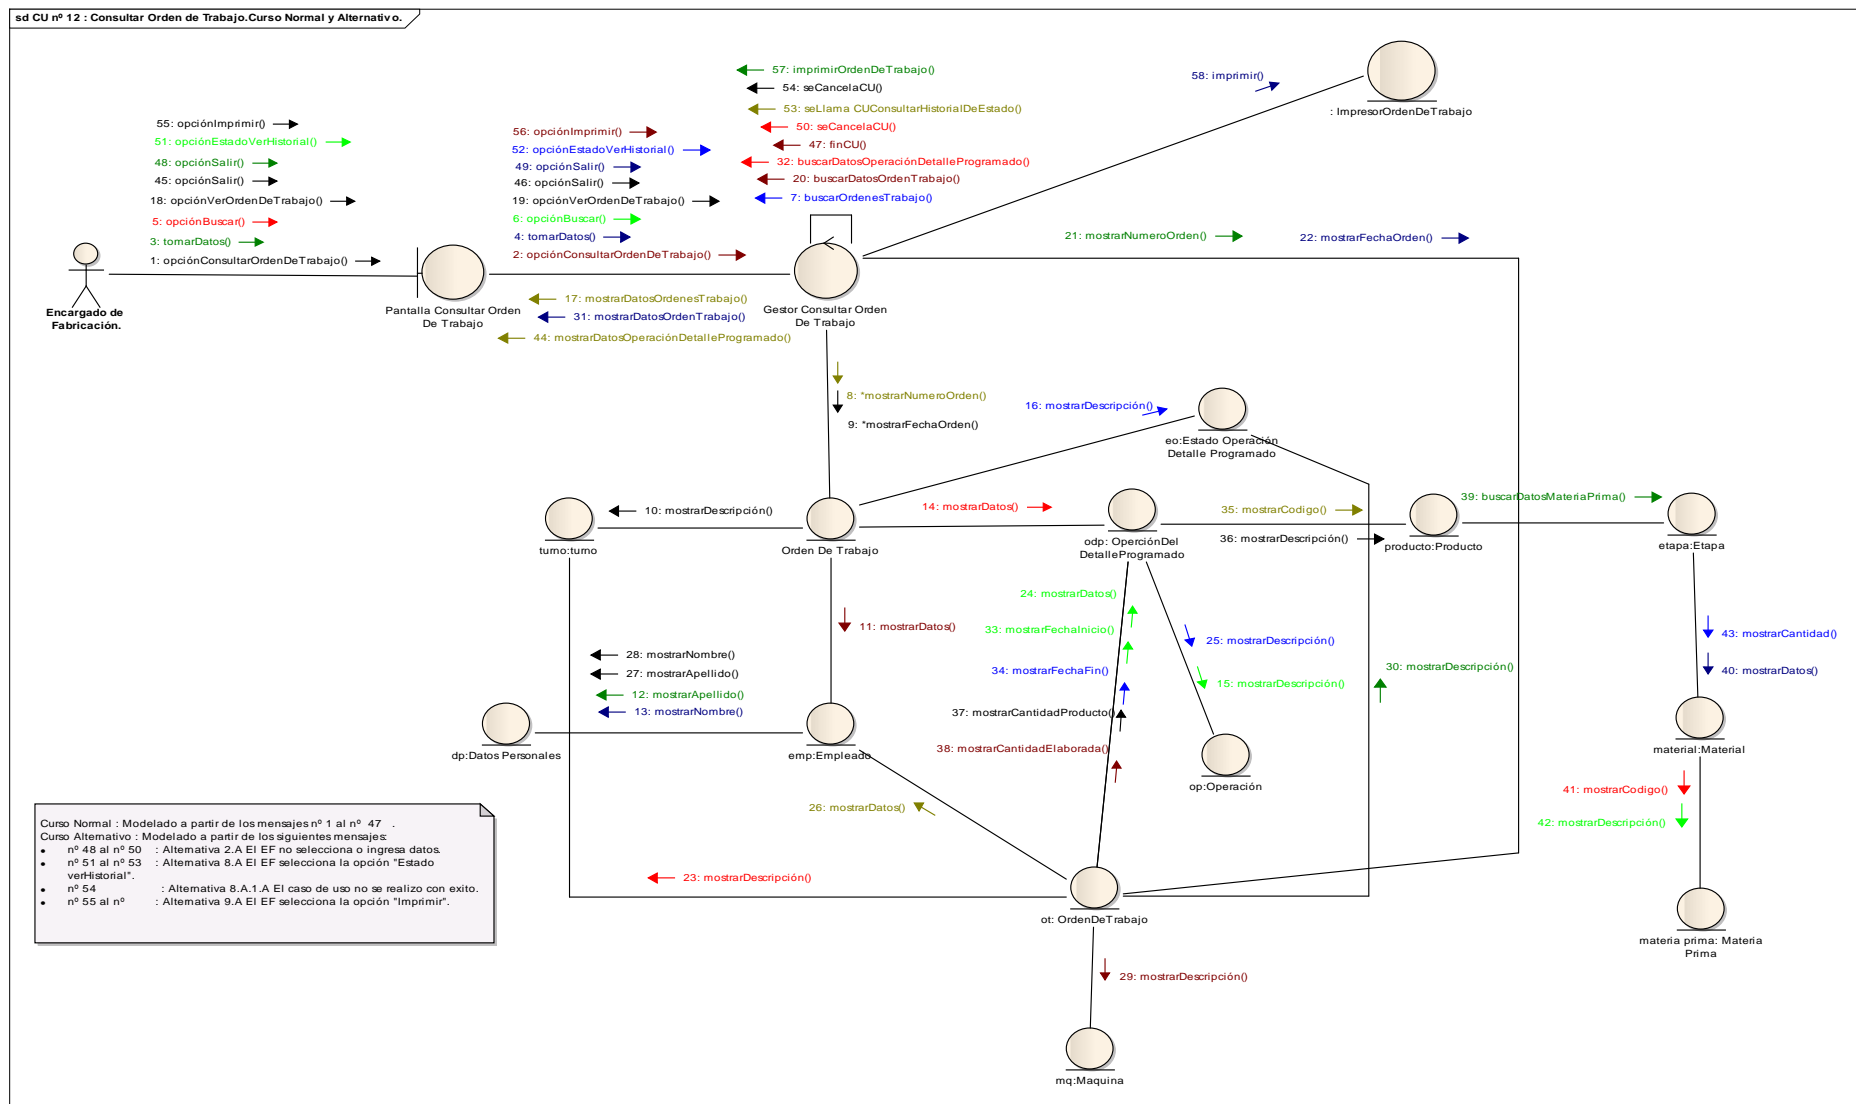 sd CU nº 12 : Consultar Orden de Trabajo.Curso Normal y Alternativo.
57: imprimirOrdenDeTrabajo()
54: seCancelaCU()
53: seLlama CUConsultarHistorialDeEstado()
50: seCancelaCU()
47: finCU()
32: buscarDatosOperaciónDetalleProgramado()
20: buscarDatosOrdenTrabajo()
7: buscarOrdenesTrabajo()
58: imprimir()
: ImpresorOrdenDeTrabajo
55: opciónImprimir()
51: opciónEstadoVerHistorial()
48: opciónSalir()
45: opciónSalir()
18: opciónVerOrdenDeTrabajo()
5: opciónBuscar()
3: tomarDatos()
1: opciónConsultarOrdenDeTrabajo()
56: opciónImprimir()
52: opciónEstadoVerHistorial()
49: opciónSalir()
46: opciónSalir()
19: opciónVerOrdenDeTrabajo()
6: opciónBuscar()
4: tomarDatos()
2: opciónConsultarOrdenDeTrabajo()
21: mostrarNumeroOrden()
22: mostrarFechaOrden()
Encargado de
Fabricación.
Pantalla Consultar Orden
De Trabajo
Gestor Consultar Orden
De Trabajo
17: mostrarDatosOrdenesTrabajo()
31: mostrarDatosOrdenTrabajo()
44: mostrarDatosOperaciónDetalleProgramado()
8: *mostrarNumeroOrden()
9: *mostrarFechaOrden()
16: mostrarDescripción()
eo:Estado Operación
Detalle Programado
10: mostrarDescripción()
14: mostrarDatos()
35: mostrarCodigo()
36: mostrarDescripción()
39: buscarDatosMateriaPrima()
turno:turno
Orden De Trabajo
odp: OperciónDel
DetalleProgramado
producto:Producto
etapa:Etapa
24: mostrarDatos()
33: mostrarFechaInicio()
34: mostrarFechaFin()
37: mostrarCantidadProducto()
38: mostrarCantidadElaborada()
11: mostrarDatos()
25: mostrarDescripción()
15: mostrarDescripción()
30: mostrarDescripción()
43: mostrarCantidad()
40: mostrarDatos()
28: mostrarNombre()
27: mostrarApellido()
12: mostrarApellido()
13: mostrarNombre()
dp:Datos Personales
emp:Empleado
op:Operación
material:Material
41: mostrarCodigo()
42: mostrarDescripción()
26: mostrarDatos()
Curso Normal : Modelado a partir de los mensajes nº 1 al nº 47 .
Curso Alternativo : Modelado a partir de los siguientes mensajes:
• nº 48 al nº 50 : Alternativa 2.A El EF no selecciona o ingresa datos.
• nº 51 al nº 53 : Alternativa 8.A El EF selecciona la opción "Estado
verHistorial".
• nº 54 : Alternativa 8.A.1.A El caso de uso no se realizo con exito.
• nº 55 al nº : Alternativa 9.A El EF selecciona la opción "Imprimir".
23: mostrarDescripción()
ot: OrdenDeTrabajo
materia prima: Materia
Prima
29: mostrarDescripción()
mq:Maquina